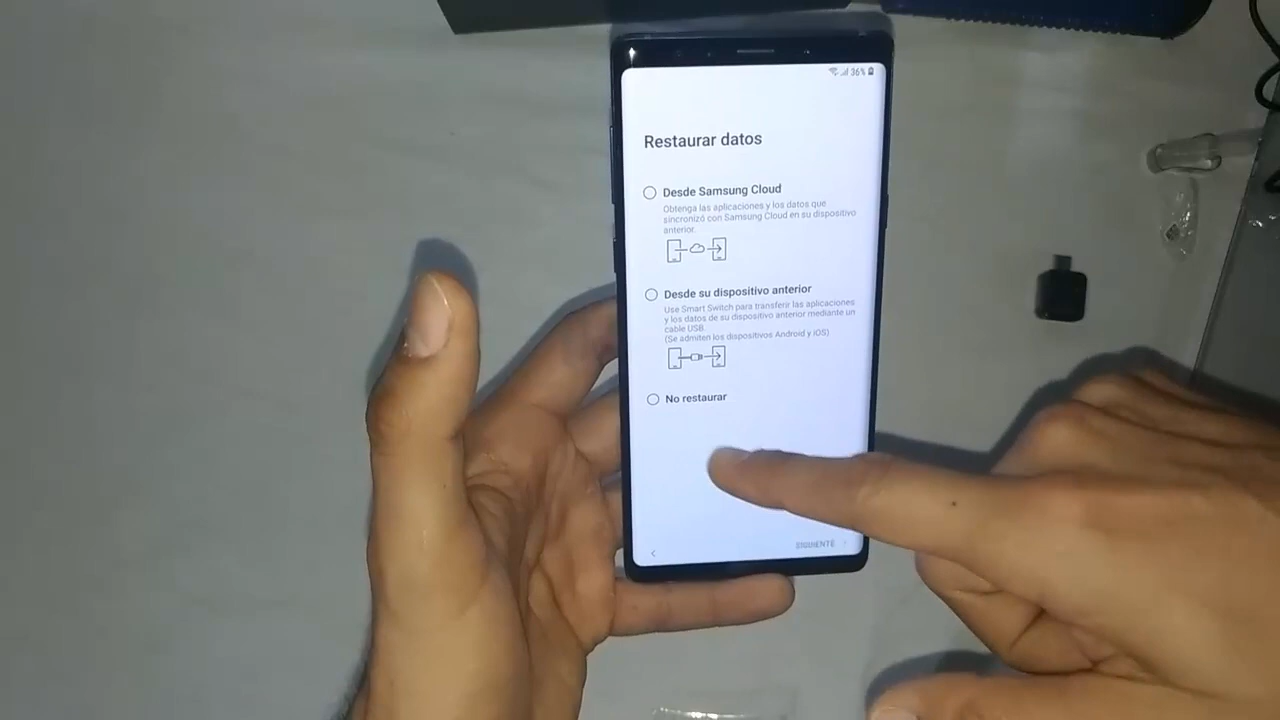 36%
Restaurar datos
Desde Samsung Cloud
Obtenga las aplicaciones y los datos que
sincronizó con Samsung Cloud en su dispositivo
anterior.
Desde su dispositivo anterior
Use Smart Switch para transferir las aplicaciones
y los datos de su dispositivo anterior mediante un
cable USB.
(Se admiten los dispositivos Android y iOS)
No restaurar
SIGUIENTE